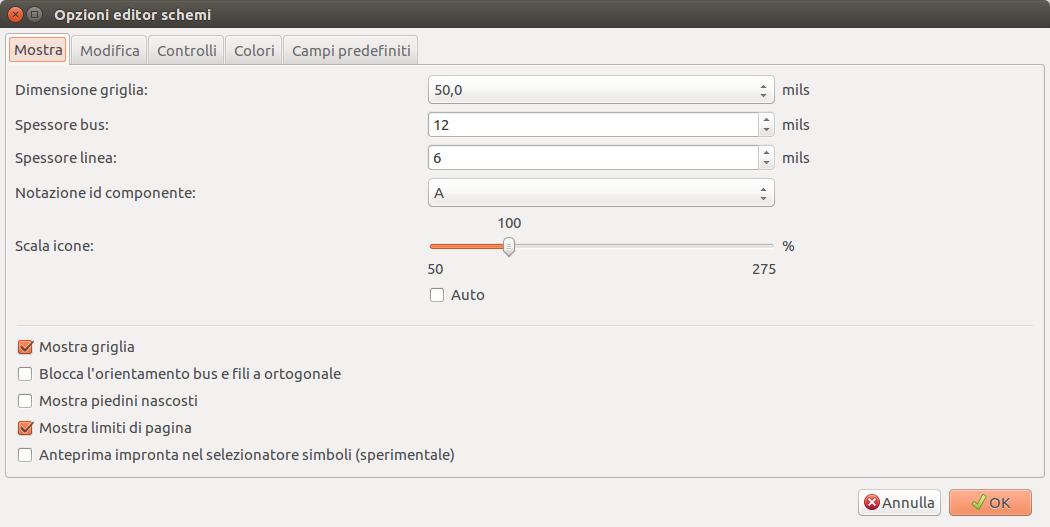 Opzioni editor schemi
Mostra Modifica Controlli Colori Campi predefiniti
Dimensione griglia: 50,0 mils
Spessore bus: 12 mils
Spessore linea: 6 mils
Notazione id componente: A
100
Scala icone: %
50 275
Auto
Mostra griglia
Blocca l'orientamento bus e fili a ortogonale
Mostra piedini nascosti
Mostra limiti di pagina
Anteprima impronta nel selezionatore simboli (sperimentale)
Annulla OK